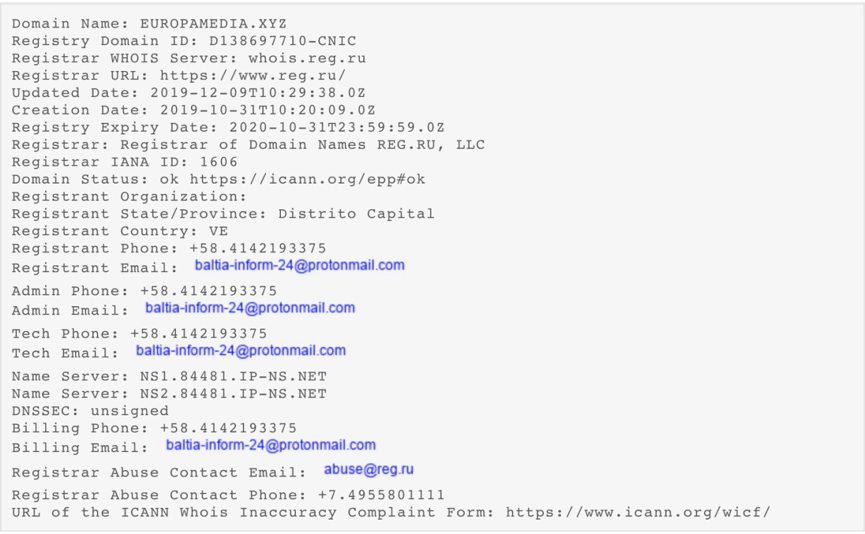 Domain Name: EUROPAMEDIA.XYZ
Registry Domain ID: D138697710-CNIC
Registrar WHOIS Server: whois.reg.ru
Registrar URL: https://www.reg.ru/
Updated Date: 2019-12-09T10:29:38.0Z
Creation Date: 2019-10-31T10:20:09.0Z
Registry Expiry Date: 2020-10-31T23:59:59.0Z
Registrar: Registrar of Domain Names REG.RU, LLC
Registrar IANA ID: 1606
Domain Status: ok https://icann.org/epp#ok
Registrant Organization:
Registrant State/Province: Distrito Capital
Registrant Country: VE
Registrant Phone: +58.4142193375
Registrant Email: baltia-inform-24@protonmail.com
Admin Phone: +58.4142193375
Admin Email: baltia-inform-24@protonmail.com
Tech Phone: +58.4142193375
Tech Email: baltia-inform-24@protonmail.com
Name Server: NS1.84481.IP-NS.NET
Name Server: NS2.84481.IP-NS.NET
DNSSEC: unsigned
Billing Phone: +58.4142193375
Billing Email: baltia-inform-24@protonmail.com
Registrar Abuse Contact Email: abuse@reg.ru
Registrar Abuse Contact Phone: +7.4955801111
URL of the ICANN Whois Inaccuracy Complaint Form: https://www.icann.org/wicf/